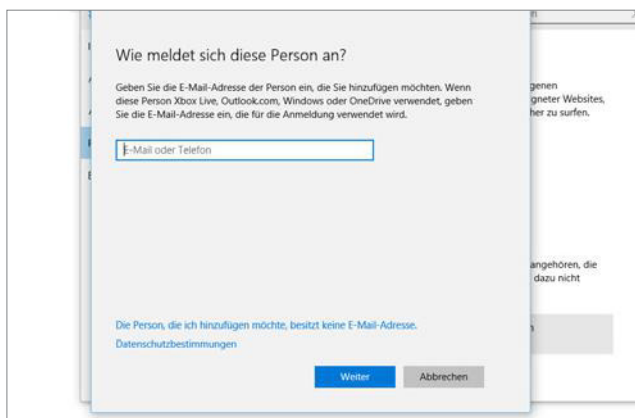 Wie meldet sich diese Person an?
Geben Sie die E-Mail-Adresse der Person ein, die Sie hinzufügen möchten. Wenn
diese Person Xbox Live, Outlook.com, Windows oder OneDrive verwendet, geben
Sie die E-Mail-Adresse ein, die für die Anmeldung verwendet wird.
E-Mail oder Telefon
Die Person, die ich hinzufügen möchte, besitzt keine E-Mail-Adresse.
Datenschutzbestimmungen
Weiter
Abbrechen
genen
gneter Websites,
her zu surfen.
angehören, die
dazu nicht